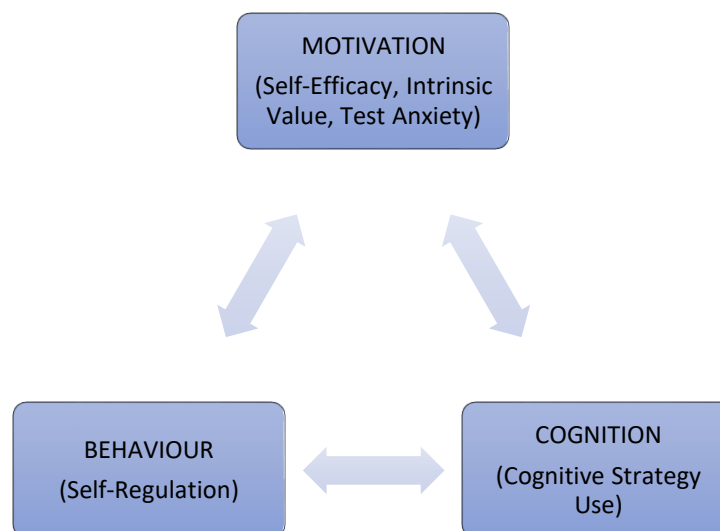 MOTIVATION
(Self-Efficacy, Intrinsic
Value, Test Anxiety)
BEHAVIOUR
(Self-Regulation)
COGNITION
(Cognitive Strategy
Use)